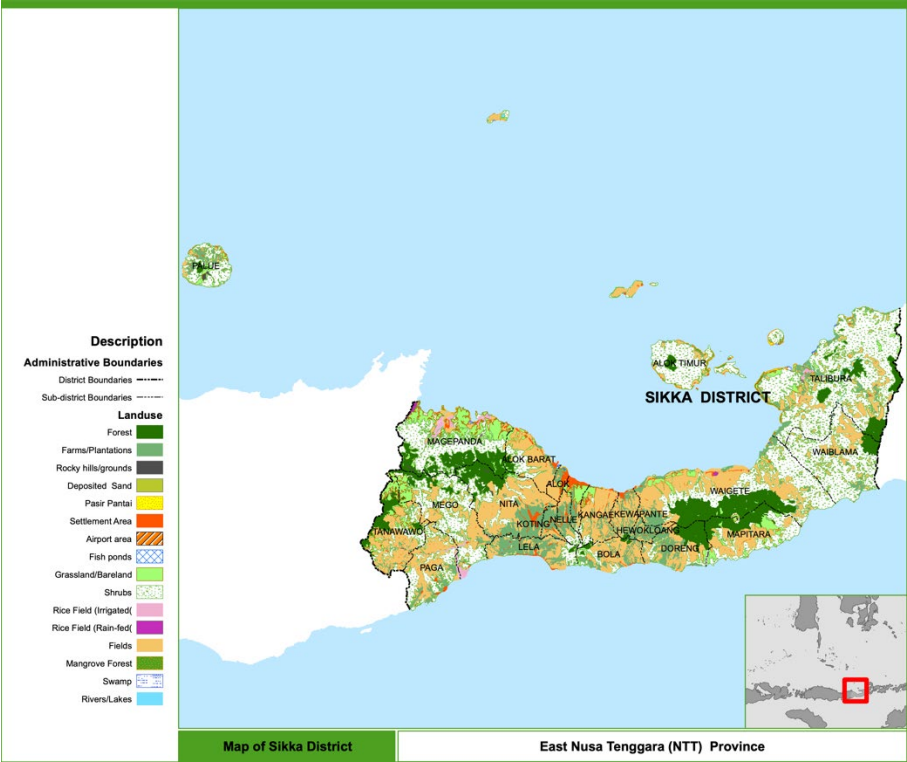 Description
Administrative Boundaries
District Boundaries
Sub-district Boundaries
Landuse
Forest
Farms/Plantations
Rocky hills/grounds
Deposited Sand
Pasir Pantai
Settlement Area
Airport area
Fish ponds
Grassland/Bareland
Shrubs
Rice Field (Irrigated(
Rice Field (Rain-fed(
Fields
Mangrove Forest
Swamp
Rivers/Lakes
PALUE
ALOK TIMUR
SIKKA DISTRICT
TALIBURA
WAIBLAMA
MAGEPANDA
ALOK BARAT
ALOK
WAIGETE
MEGO
NITA
KANGAE
KEWAPANTE
NELLE
KOTING
HEWOKLOANG
TANAWAWO
MAPITARA
LELA
BOLA
DORENG
PAGA
Map of Sikka District
East Nusa Tenggara (NTT) Province